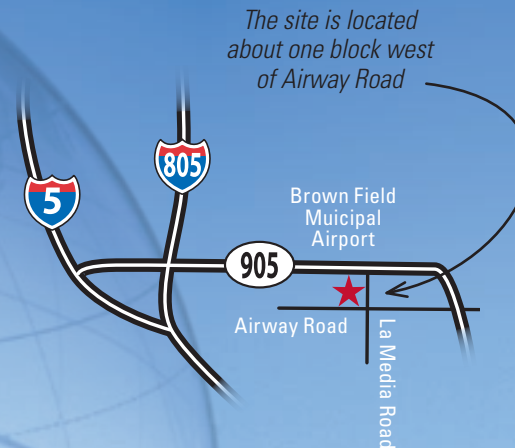 The site is located
about one block west
of Airway Road
805
5
Brown Field
Muicipal
Airport
905
Airway Road
La Media Road